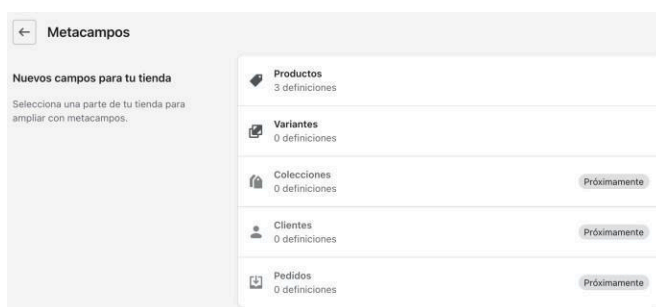 Metacampos
Nuevos campos para tu tienda
Selecciona una parte de tu tienda para
ampliar con metacampos.
Productos
3 definiciones
Variantes
0 definiciones
Colecciones
0 definiciones
Próximamente
Clientes
0 definiciones
Próximamente
Pedidos
0 definiciones
Próximamente